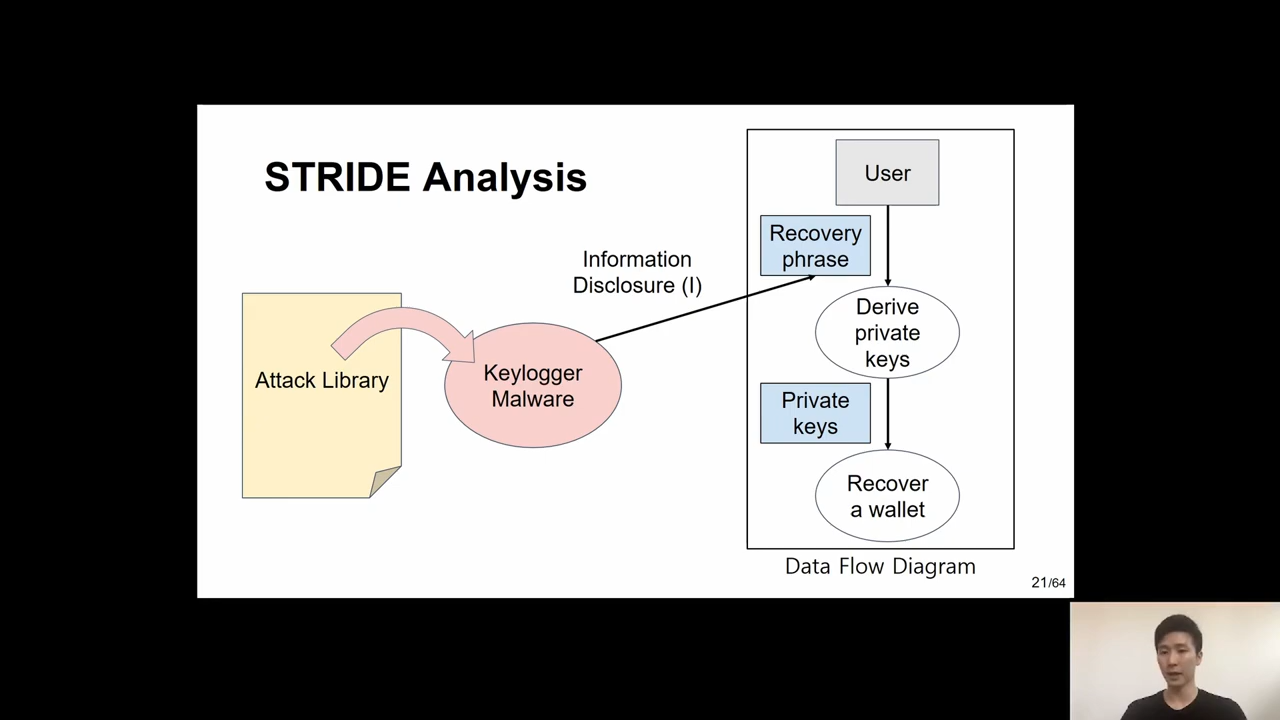 STRIDE Analysis
Attack Library
Keylogger
Malware
Information
Disclosure (I)
User
Recovery
phrase
Derive
private
keys
Private
keys
Recover
a wallet
Data Flow Diagram
21/64